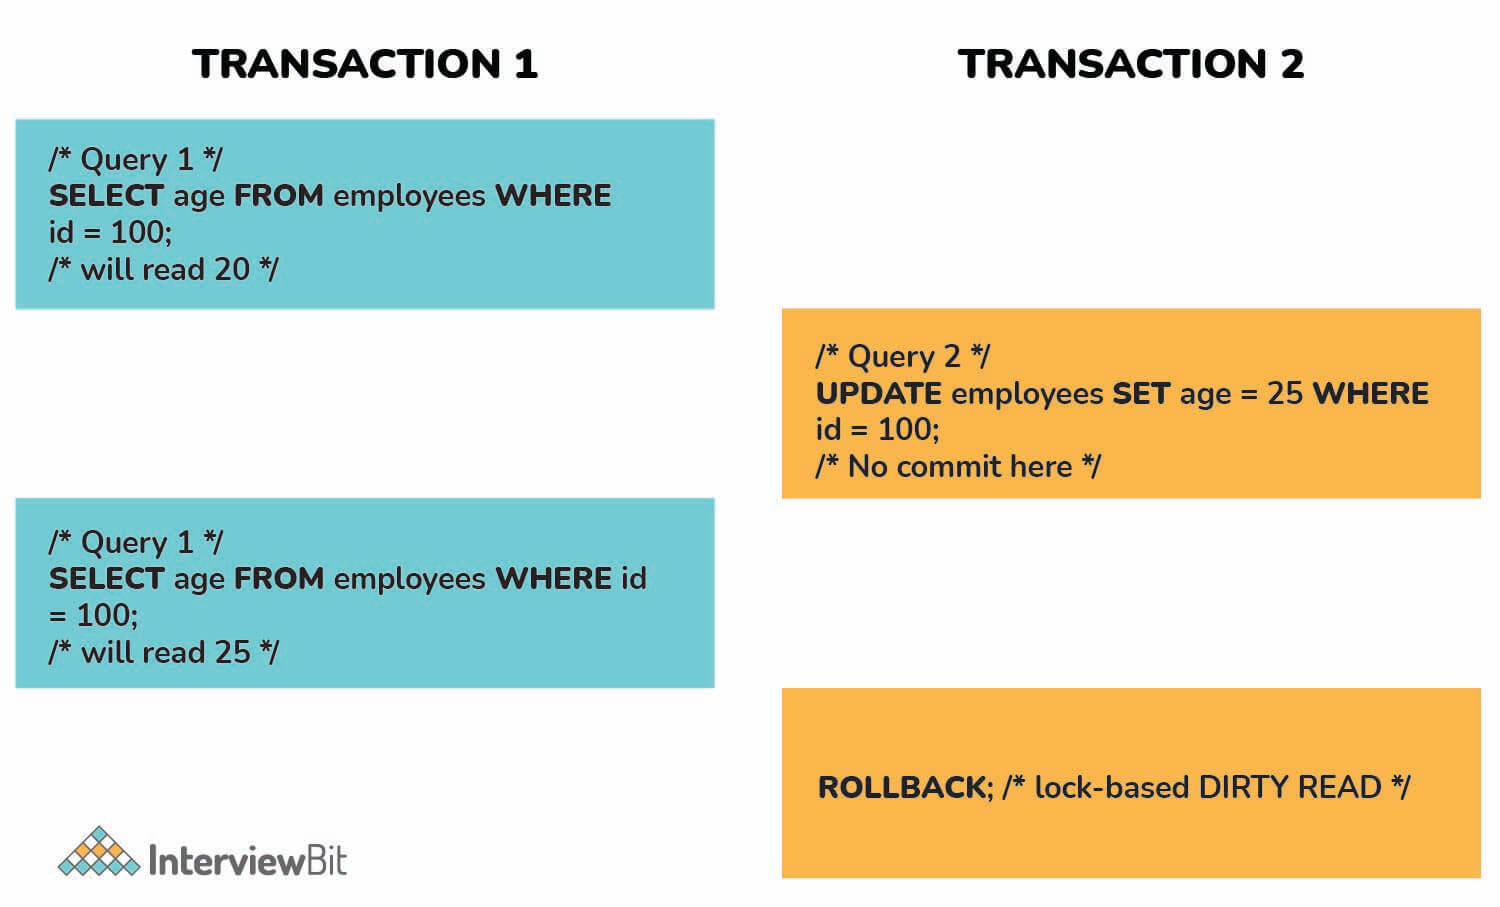 TRANSACTION 1
TRANSACTION 2
/* Query 1 */
SELECT age FROM employees WHERE
id = 100;
/* will read 20 */
/* Query 2 */
UPDATE employees SET age = 25 WHERE
id = 100;
/* No commit here */
/* Query 1 */
SELECT age FROM employees WHERE id
= 100;
/* will read 25 */
ROLLBACK; /* lock-based DIRTY READ */
InterviewBit